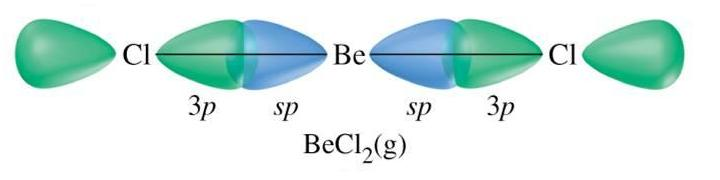 Cl Be Cl
3p sp sp 3p
BeCl₂(g)